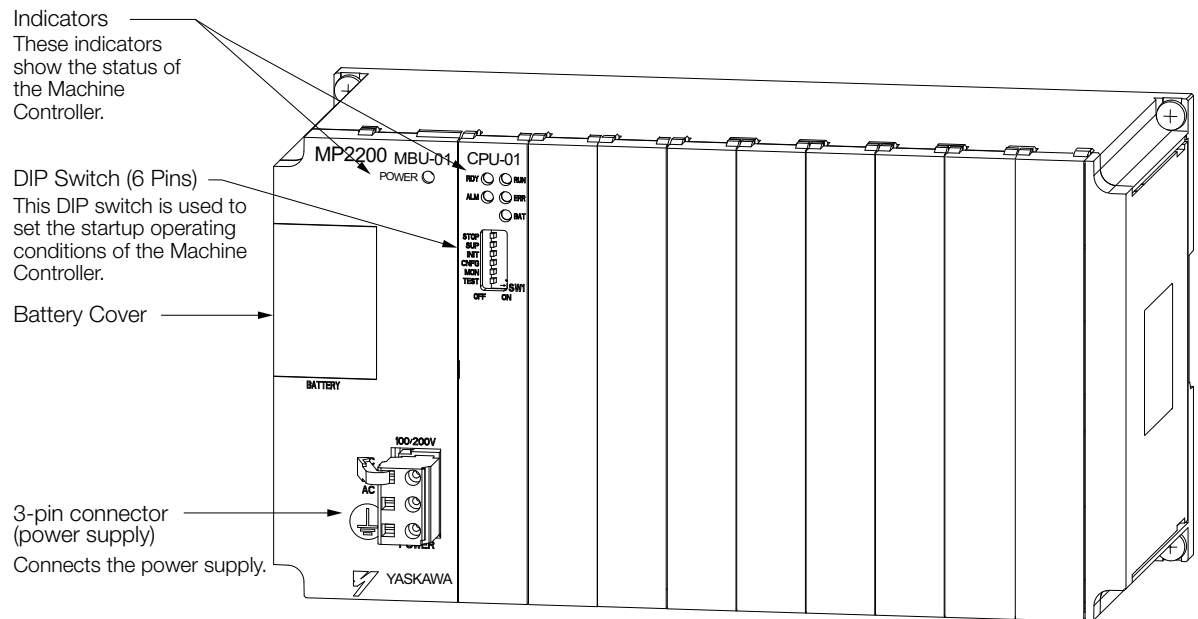 Indicators
These indicators
show the status of
the Machine
Controller.
DIP Switch (6 Pins)
This DIP switch is used to
set the startup operating
conditions of the Machine
Controller.
Battery Cover
3-pin connector
(power supply)
Connects the power supply.
MP2200 MBU-01
POWER
CPU-01
RDY RUN
ALM ERR
BAT
STOP
SUP
INIT
CNFG
MON
TEST
SW1
OFF ON
BATTERY
100/200V
AC
POWER
YASKAWA